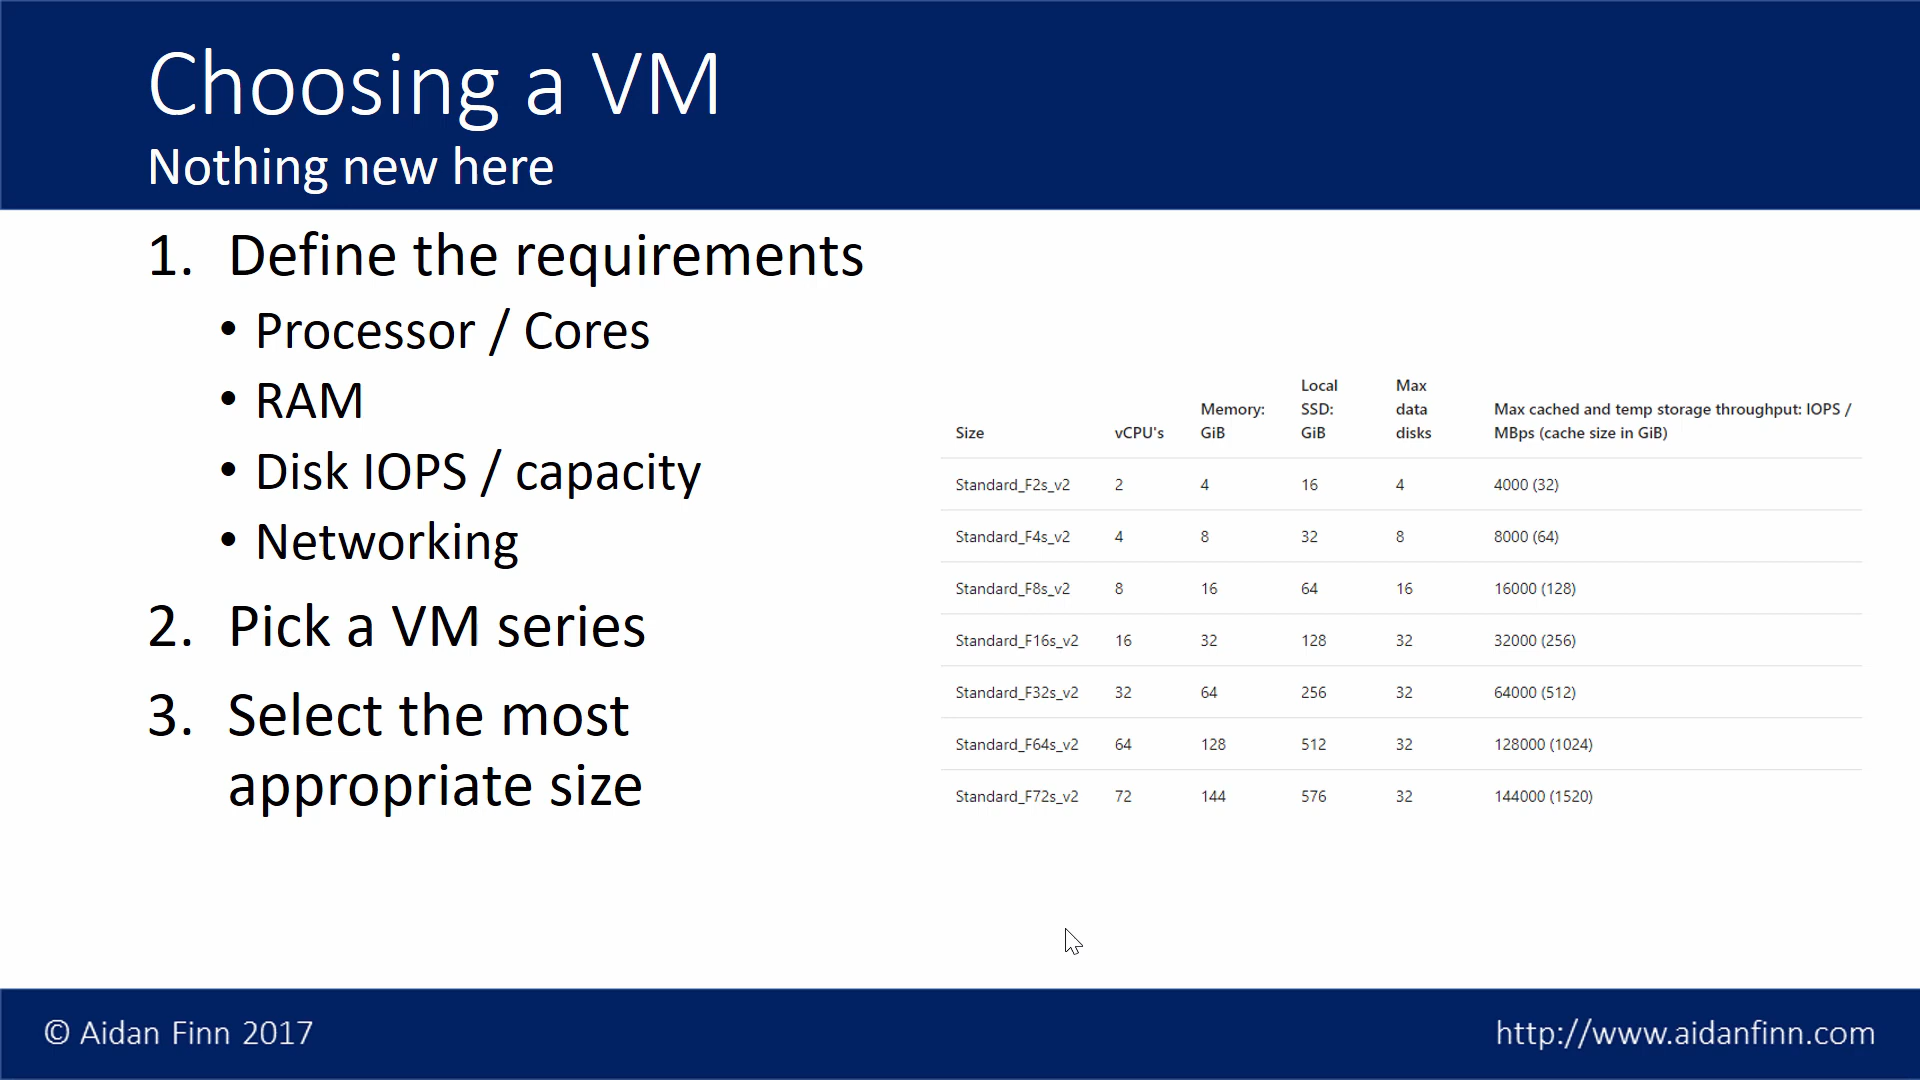 Choosing a VM
Nothing new here
1. Define the requirements
• Processor / Cores
• RAM
• Disk IOPS / capacity
• Networking
2. Pick a VM series
3. Select the most
appropriate size
Size vCPU's Memory: GiB Local SSD: GiB Max data disks Max cached and temp storage throughput: IOPS / MBps (cache size in GiB)
Standard_F2s_v2 2 4 16 4 4000 (32)
Standard_F4s_v2 4 8 32 8 8000 (64)
Standard_F8s_v2 8 16 64 16 16000 (128)
Standard_F16s_v2 16 32 128 32 32000 (256)
Standard_F32s_v2 32 64 256 32 64000 (512)
Standard_F64s_v2 64 128 512 32 128000 (1024)
Standard_F72s_v2 72 144 576 32 144000 (1520)
© Aidan Finn 2017
http://www.aidanfinn.com